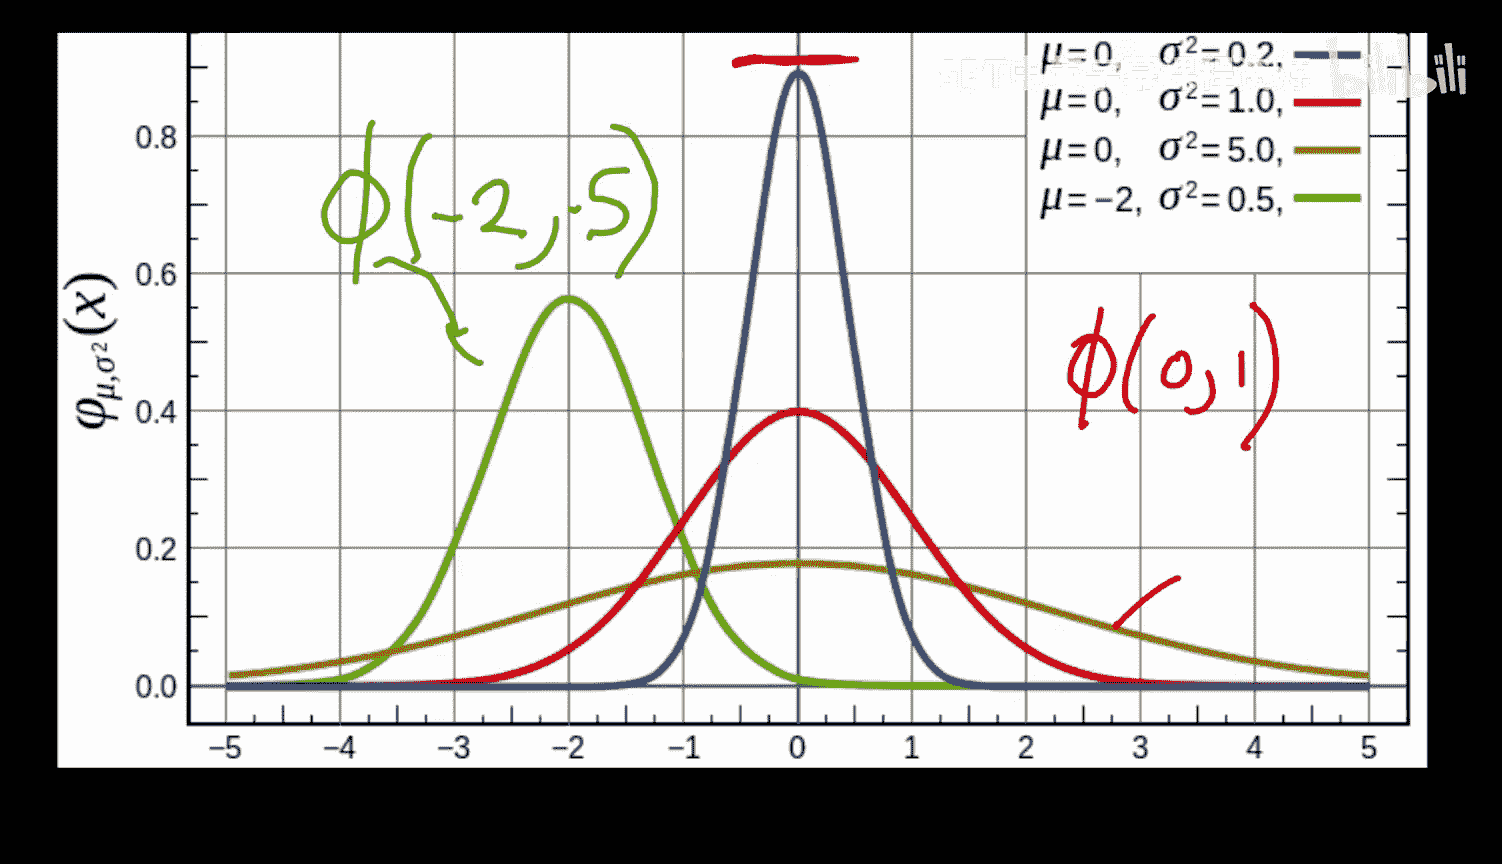 μ=0, σ²=0.2,
bilibili
μ=0, σ²=1.0,
μ=0, σ²=5.0,
μ=−2, σ²=0.5,
ϕ(-2,.5)
ϕ(0,1)
φμ,σ²(x)
0.8
0.6
0.4
0.2
0.0
−5 −4 −3 −2 −1 0 1 2 3 4 5